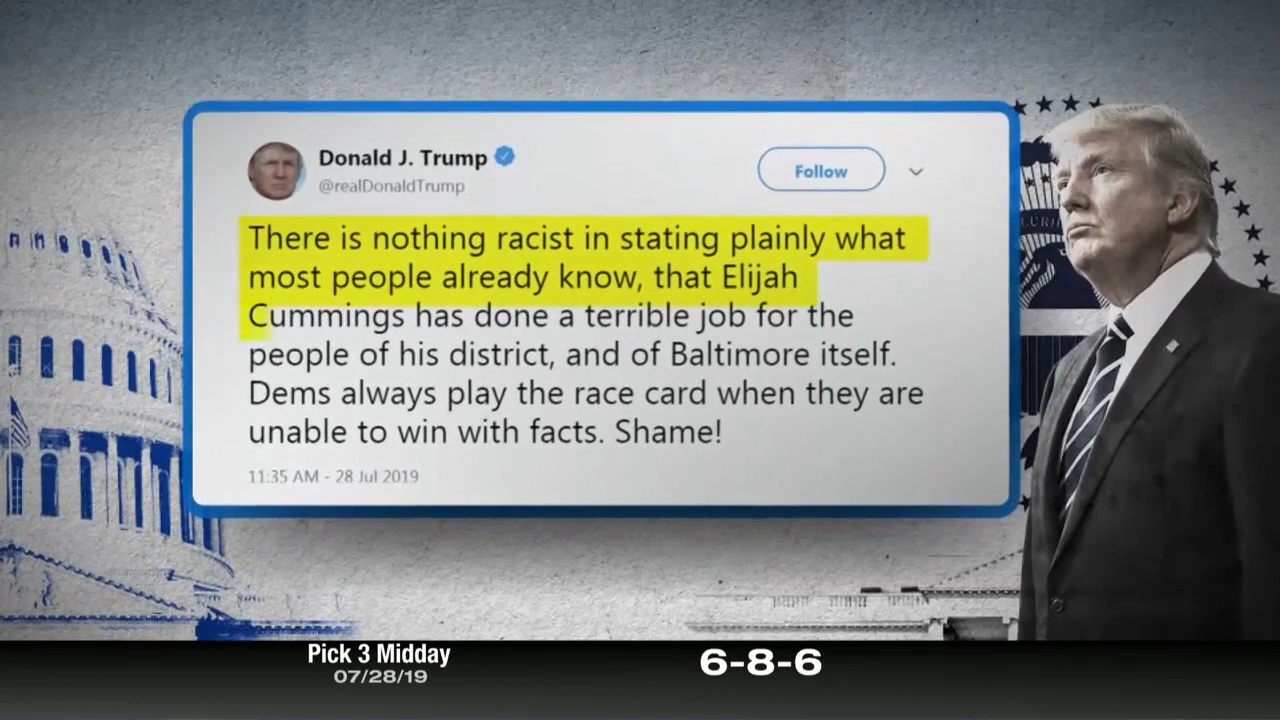 Donald J. Trump
@realDonaldTrump
Follow
There is nothing racist in stating plainly what
most people already know, that Elijah
Cummings has done a terrible job for the
people of his district, and of Baltimore itself.
Dems always play the race card when they are
unable to win with facts. Shame!
11:35 AM - 28 Jul 2019
Pick 3 Midday
07/28/19
6-8-6